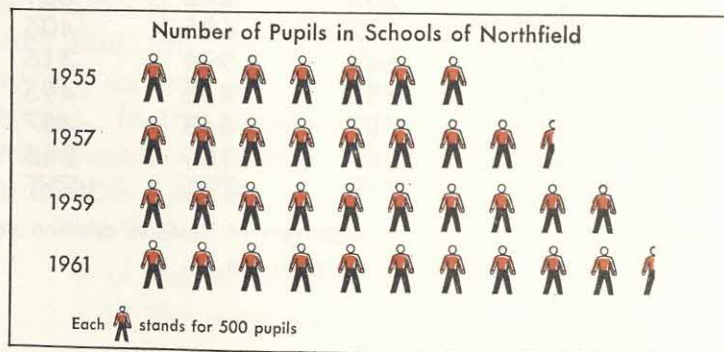 Number of Pupils in Schools of Northfield
1955
1957
1959
1961
Each stands for 500 pupils